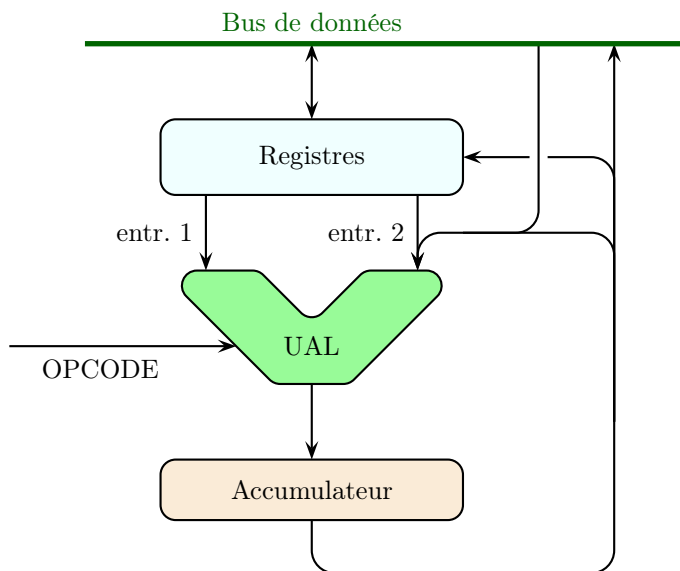 Bus de données
Registres
entr. 1
entr. 2
UAL
OPCODE
Accumulateur